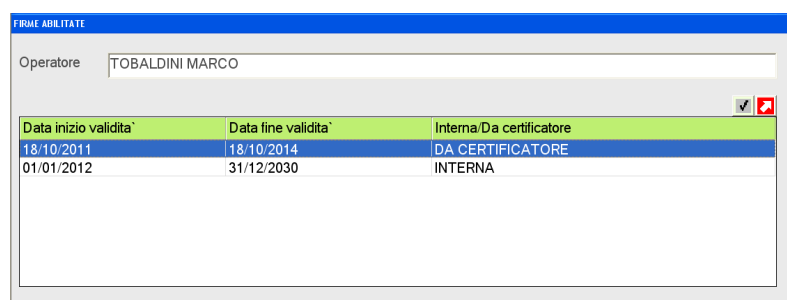 FIRME ABILITATE
Operatore TOBALDINI MARCO
Data inizio validita` Data fine validita` Interna/Da certificatore
18/10/2011 18/10/2014 DA CERTIFICATORE
01/01/2012 31/12/2030 INTERNA